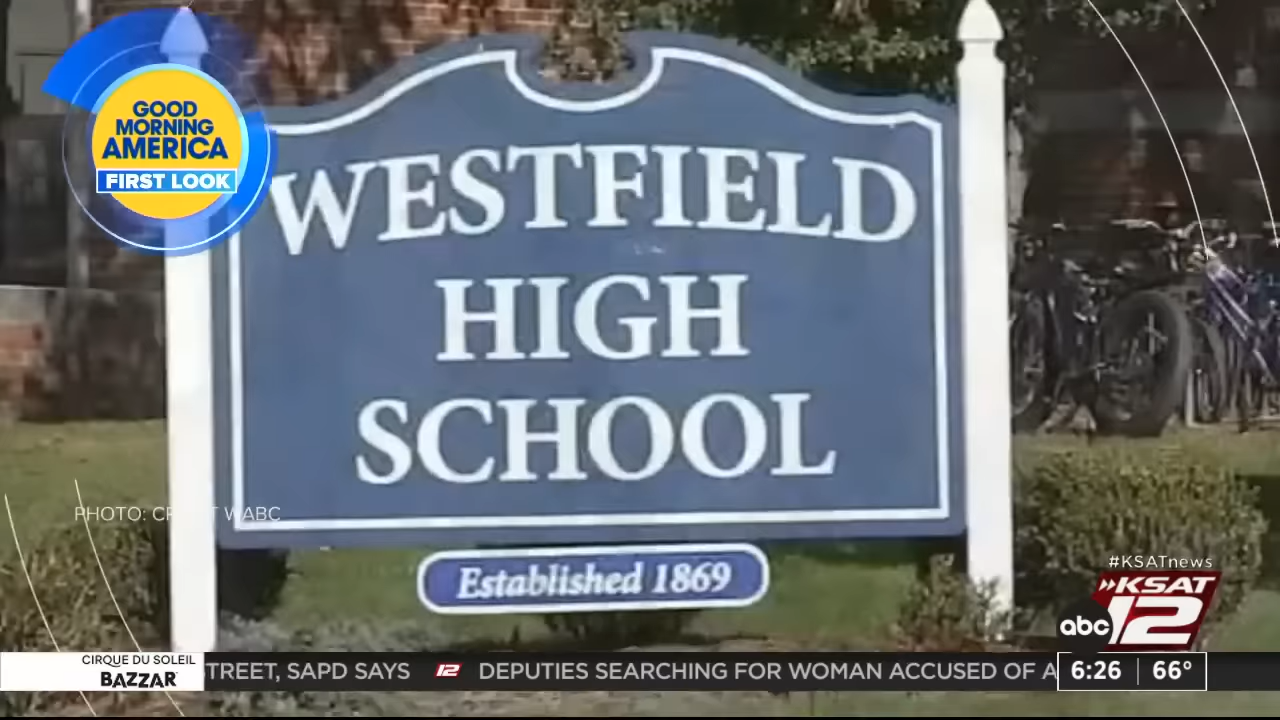 GOOD
MORNING
AMERICA
FIRST LOOK
WESTFIELD
HIGH
SCHOOL
PHOTO: WABC
Established 1869
#KSATnews
KSAT
abc 12
CIRQUE DU SOLEIL
BAZZAR
TREET, SAPD SAYS 12 DEPUTIES SEARCHING FOR WOMAN ACCUSED OF A
6:26 66°